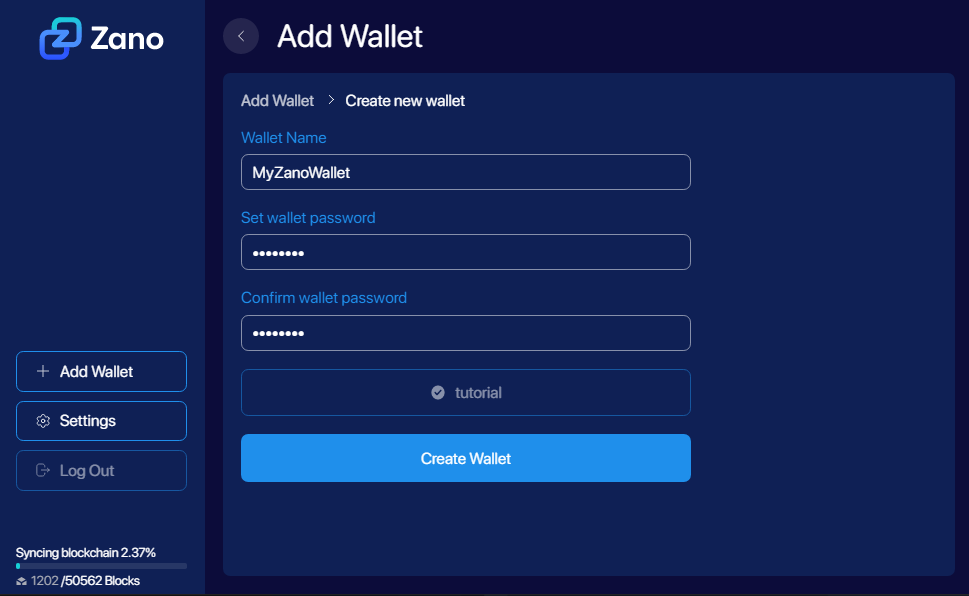 Zano
Add Wallet
Add Wallet > Create new wallet
Wallet Name
MyZanoWallet
Set wallet password
••••••••
Confirm wallet password
••••••••
tutorial
Create Wallet
Add Wallet
Settings
Log Out
Syncing blockchain 2.37%
1202 /50562 Blocks